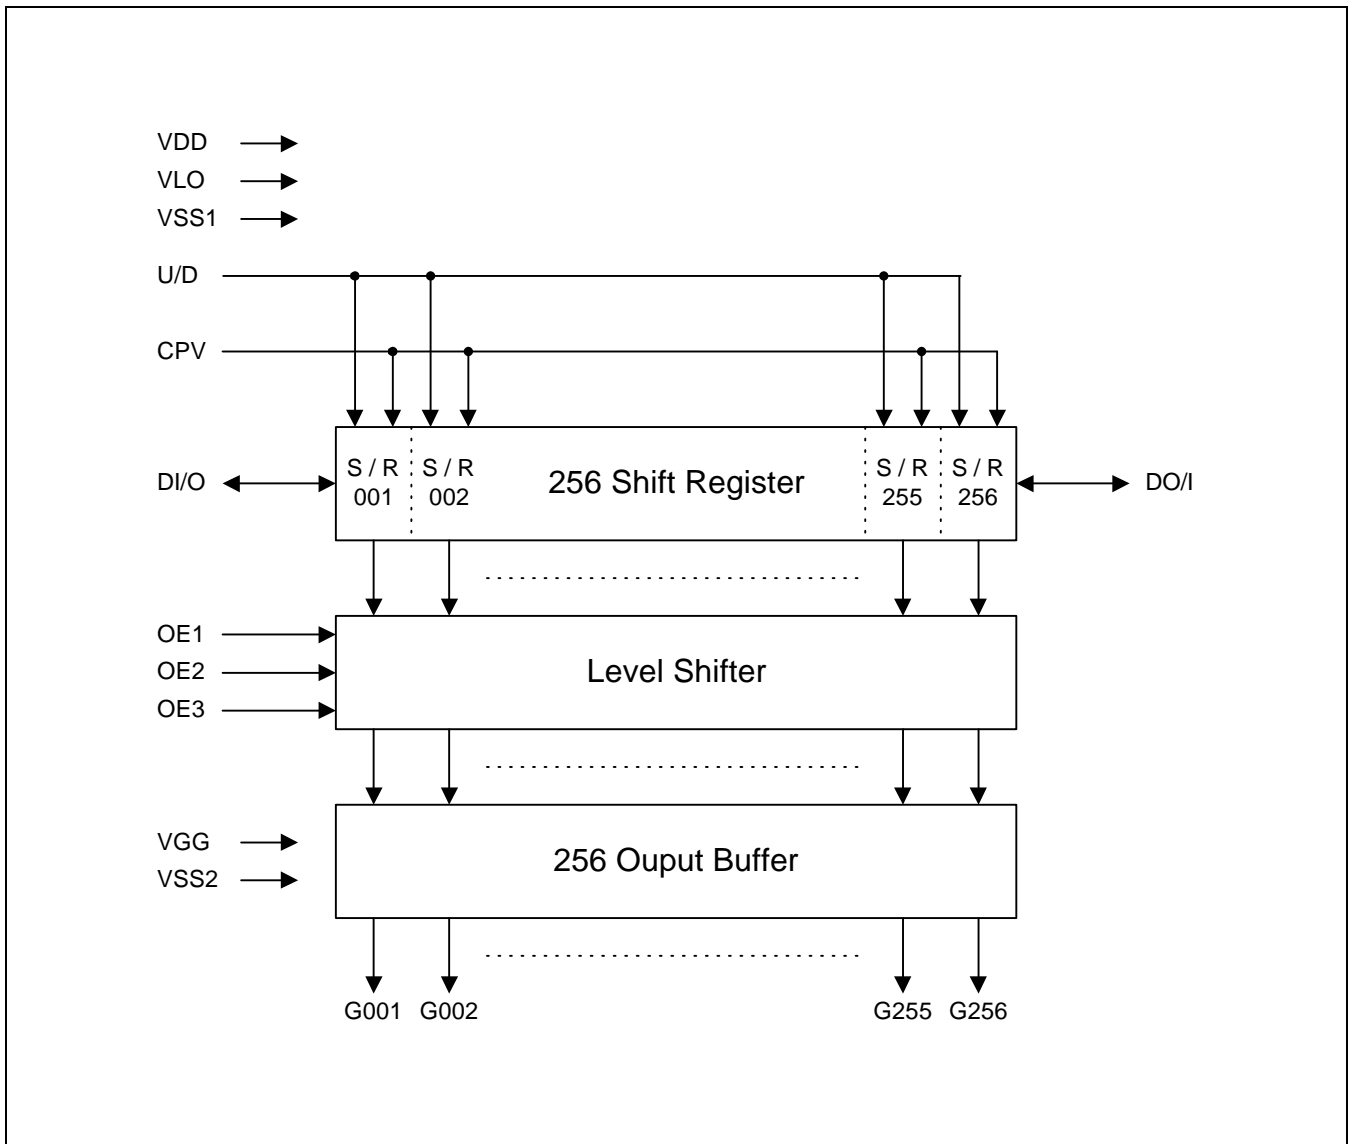 VDD
VLO
VSS1
U/D
CPV
DI/O
S / R
001
S / R
002
256 Shift Register
S / R
255
S / R
256
DO/I
OE1
OE2
OE3
Level Shifter
VGG
VSS2
256 Ouput Buffer
G001 G002 G255 G256